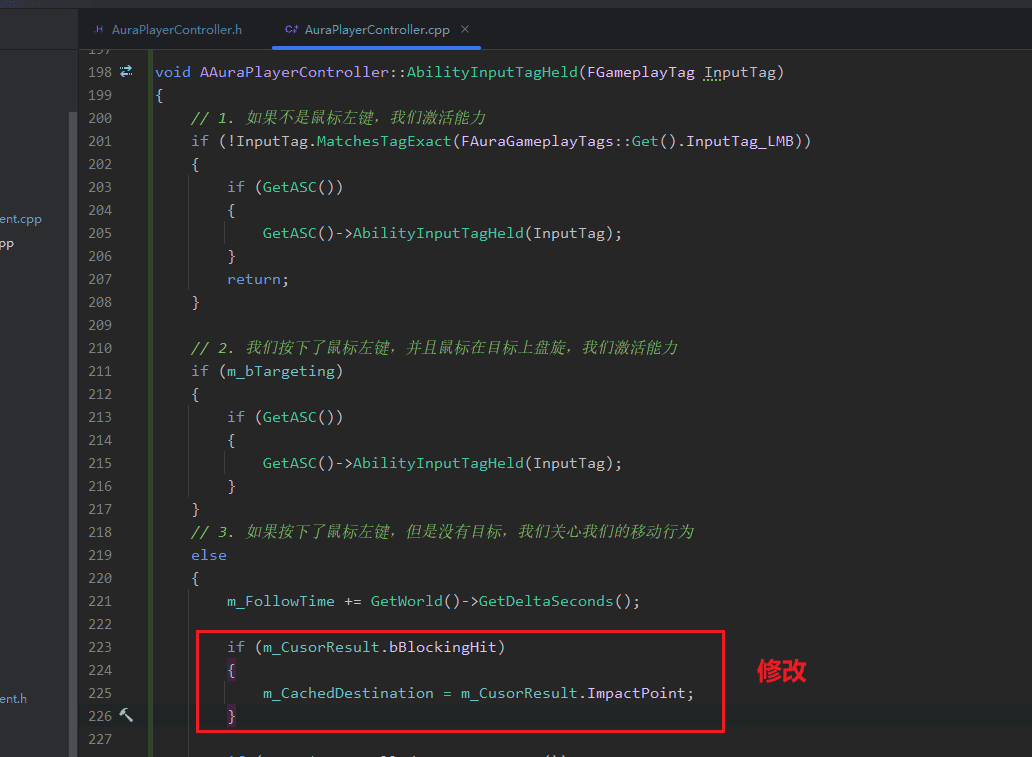 AuraPlayerController.h
AuraPlayerController.cpp
197
198 void AAuraPlayerController::AbilityInputTagHeld(FGameplayTag InputTag)
199 {
200 // 1. 如果不是鼠标左键，我们激活能力
201 if (!InputTag.MatchesTagExact(FAuraGameplayTags::Get().InputTag_LMB))
202 {
203 if (GetASC())
204 {
205 GetASC()->AbilityInputTagHeld(InputTag);
206 }
207 return;
208 }
209
210 // 2. 我们按下了鼠标左键，并且鼠标在目标上盘旋，我们激活能力
211 if (m_bTargeting)
212 {
213 if (GetASC())
214 {
215 GetASC()->AbilityInputTagHeld(InputTag);
216 }
217 }
218 // 3. 如果按下了鼠标左键，但是没有目标，我们关心我们的移动行为
219 else
220 {
221 m_FollowTime += GetWorld()->GetDeltaSeconds();
222
223 if (m_CusorResult.bBlockingHit)
224 {
225 m_CachedDestination = m_CusorResult.ImpactPoint;
226 }
227
修改
ent.cpp
pp
ent.h